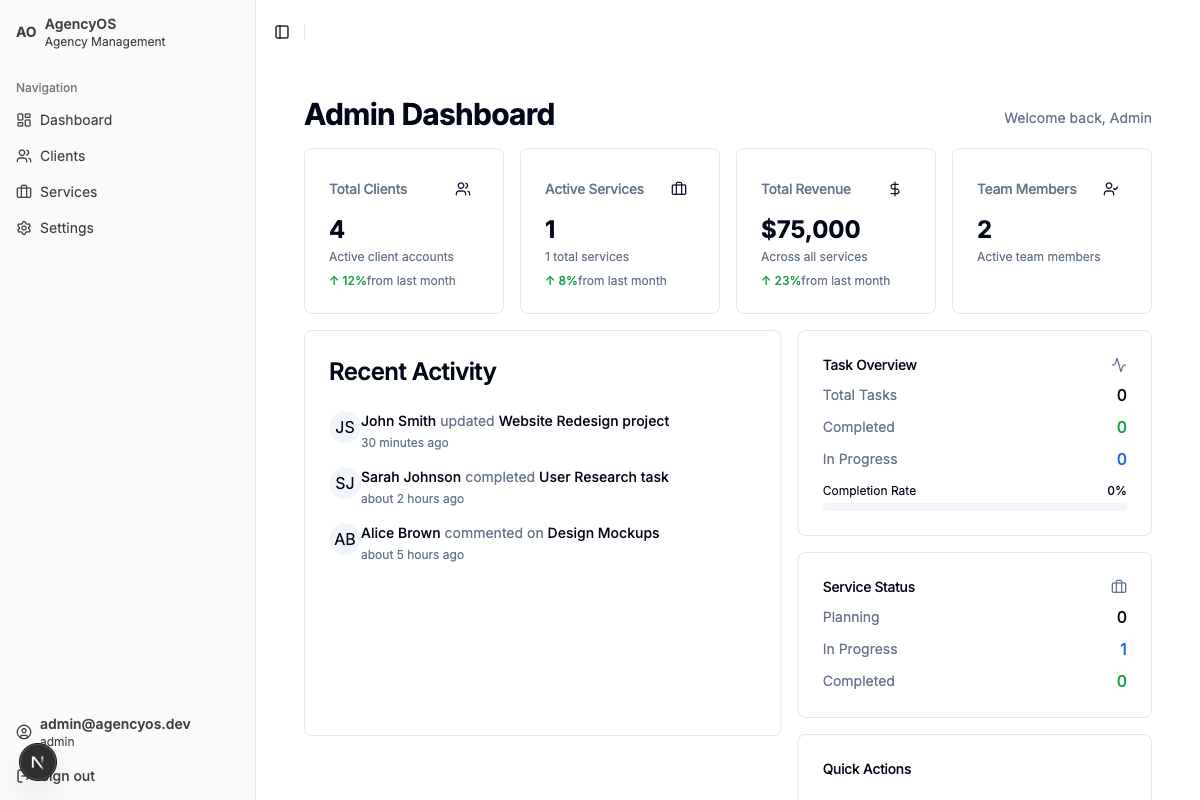 AO
AgencyOS
Agency Management
Navigation
Dashboard
Clients
Services
Settings
admin@agencyos.dev
admin
N
ign out
Admin Dashboard
Welcome back, Admin
Total Clients
4
Active client accounts
↑ 12%from last month
Active Services
1
1 total services
↑ 8%from last month
Total Revenue
$75,000
Across all services
↑ 23%from last month
Team Members
2
Active team members
Recent Activity
JS
John Smith updated Website Redesign project
30 minutes ago
SJ
Sarah Johnson completed User Research task
about 2 hours ago
AB
Alice Brown commented on Design Mockups
about 5 hours ago
Task Overview
Total Tasks 0
Completed 0
In Progress 0
Completion Rate 0%
Service Status
Planning 0
In Progress 1
Completed 0
Quick Actions